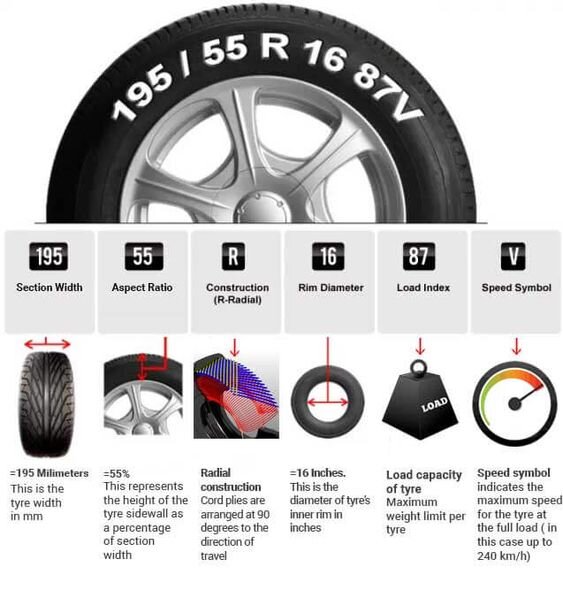 195 / 55 R 16 87V
195
Section Width
55
Aspect Ratio
R
Construction
(R-Radial)
16
Rim Diameter
87
Load Index
V
Speed Symbol
LOAD
=195 Milimeters
This is the
tyre width
in mm
=55%
This represents
the height of the
tyre sidewall as
a percentage
of section
width
Radial
construction
Cord plies are
arranged at 90
degrees to the
direction of
travel
=16 Inches.
This is the
diameter of tyre's
inner rim in
inches
Load capacity
of tyre
Maximum
weight limit per
tyre
Speed symbol
indicates the
maximum speed
for the tyre at
the full load ( in
this case up to
240 km/h)